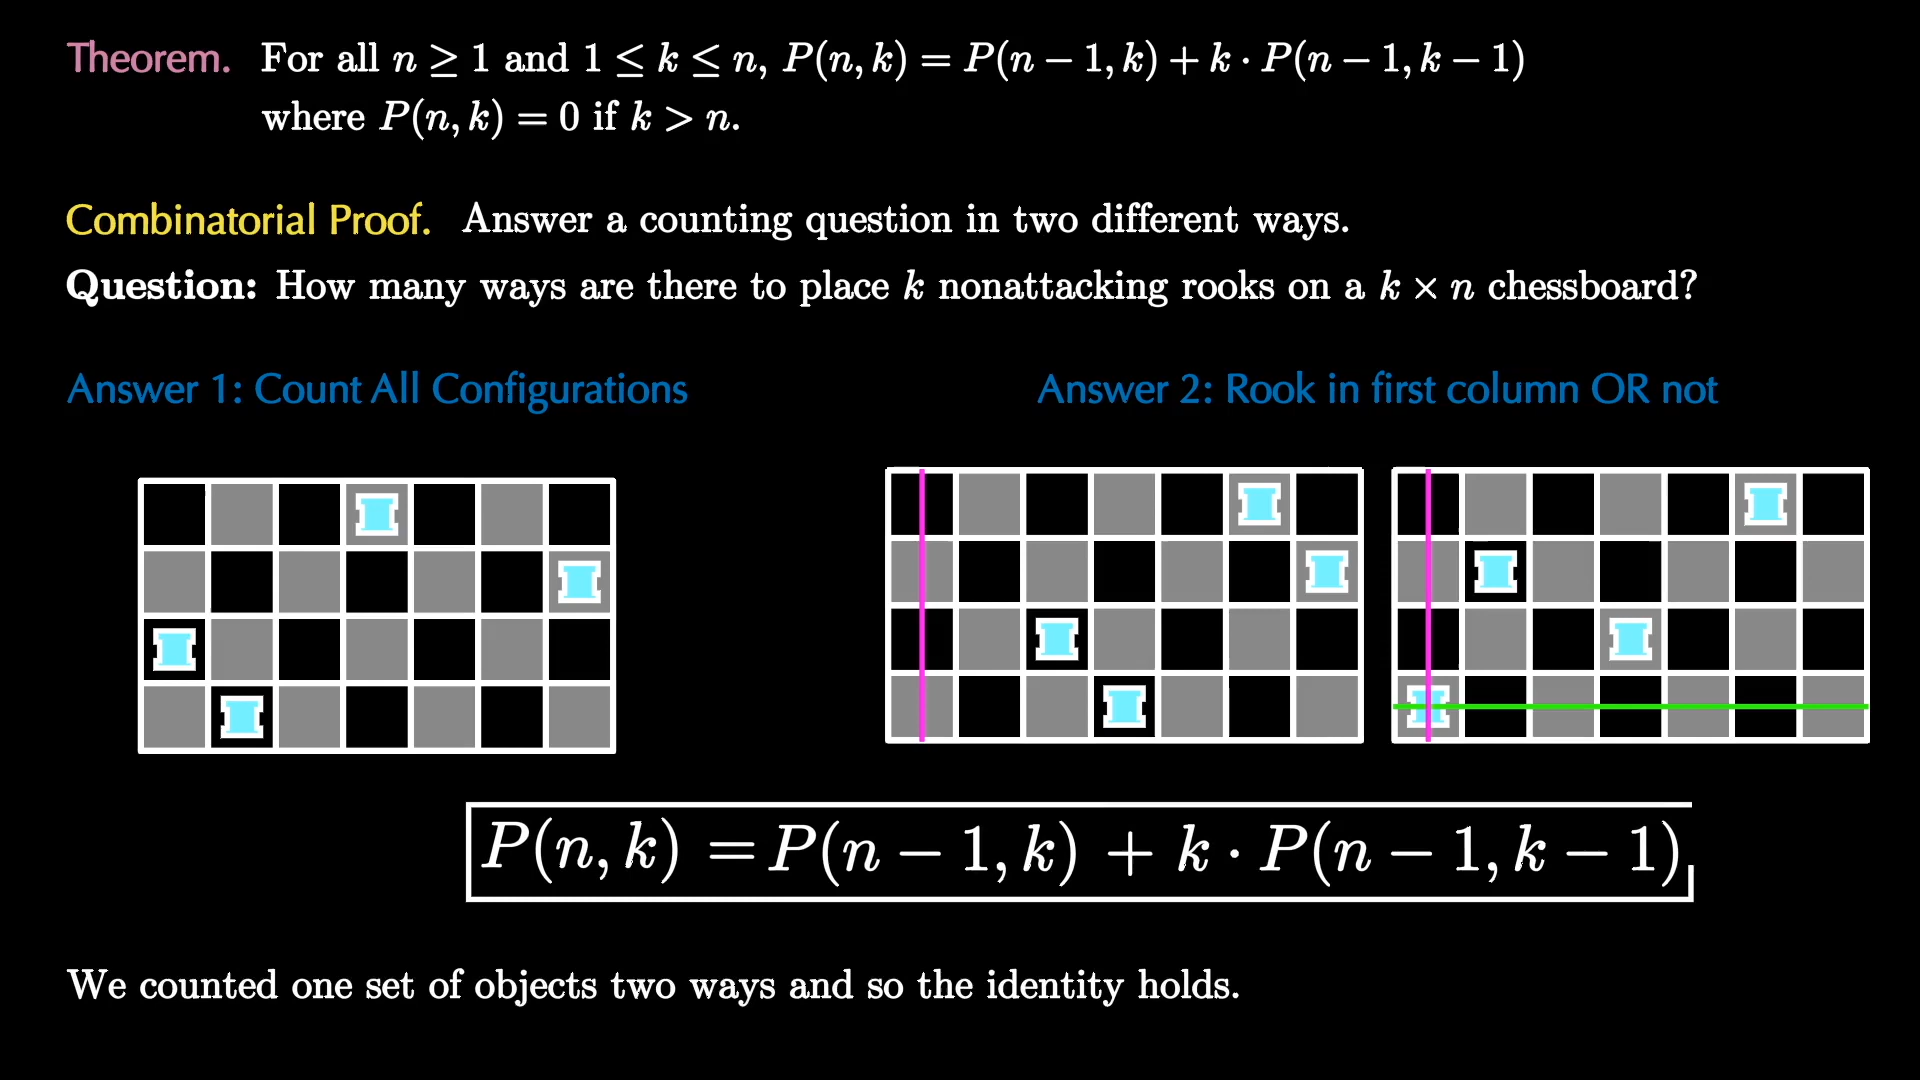 Theorem. For all n ≥ 1 and 1 ≤ k ≤ n, P(n, k) = P(n − 1, k) + k · P(n − 1, k − 1)
where P(n, k) = 0 if k > n.
Combinatorial Proof. Answer a counting question in two different ways.
Question: How many ways are there to place k nonattacking rooks on a k × n chessboard?
Answer 1: Count All Configurations
Answer 2: Rook in first column OR not
P(n, k) = P(n − 1, k) + k · P(n − 1, k − 1)
We counted one set of objects two ways and so the identity holds.